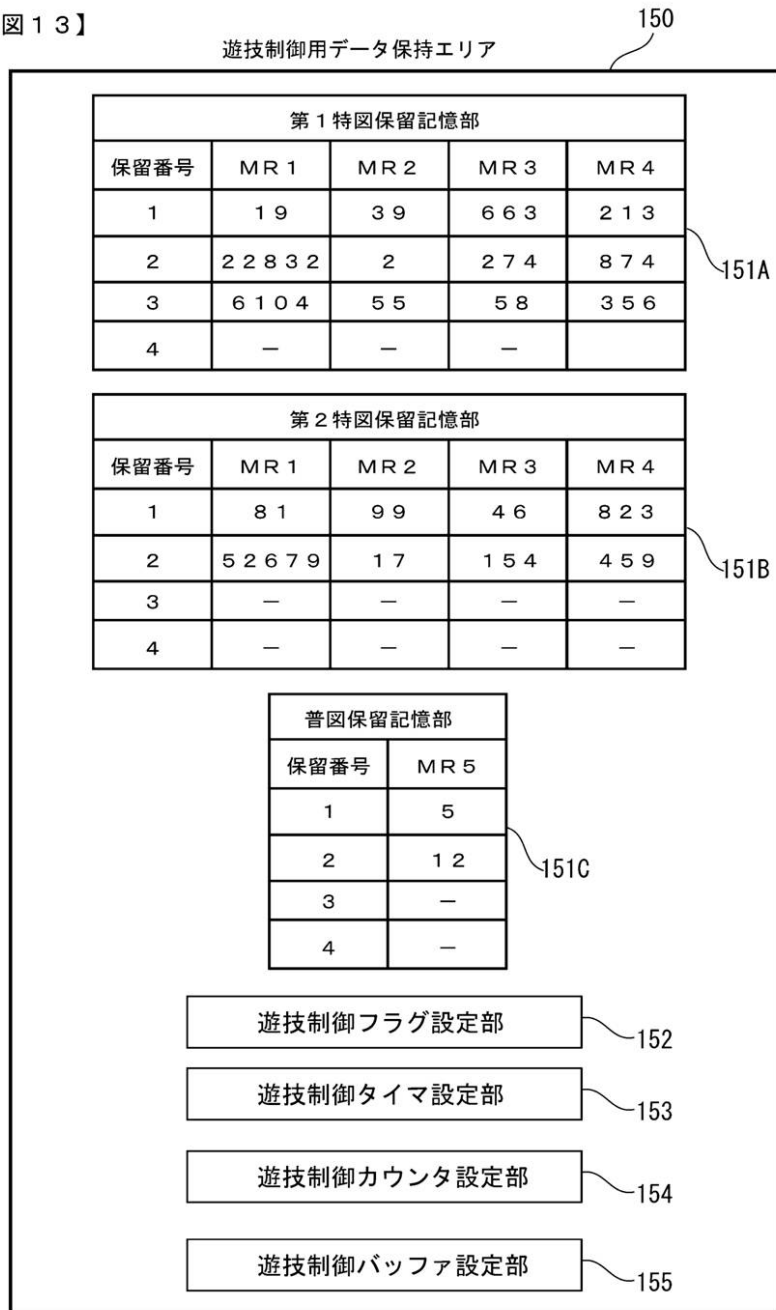 図１３】
150
遊技制御用データ保持エリア
第１特図保留記憶部
保留番号 ＭＲ１ ＭＲ２ ＭＲ３ ＭＲ４
１ １９ ３９ ６６３ ２１３
２ ２２８３２ ２ ２７４ ８７４
151A
３ ６１０４ ５５ ５８ ３５６
４ － － －
第２特図保留記憶部
保留番号 ＭＲ１ ＭＲ２ ＭＲ３ ＭＲ４
１ ８１ ９９ ４６ ８２３
２ ５２６７９ １７ １５４ ４５９
151B
３ － － － －
４ － － － －
普図保留記憶部
保留番号 ＭＲ５
１ ５
２ １２
151C
３ －
４ －
遊技制御フラグ設定部
152
遊技制御タイマ設定部
153
遊技制御カウンタ設定部
154
遊技制御バッファ設定部
155